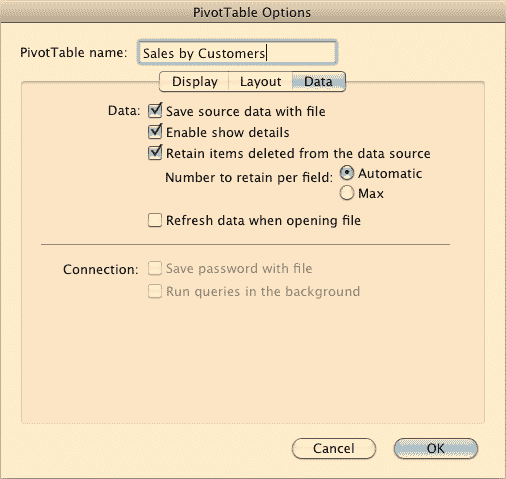 PivotTable Options
PivotTable name: Sales by Customers
Display Layout Data
Data: Save source data with file
Enable show details
Retain items deleted from the data source
Number to retain per field: Automatic
Max
Refresh data when opening file
Connection: Save password with file
Run queries in the background
Cancel OK